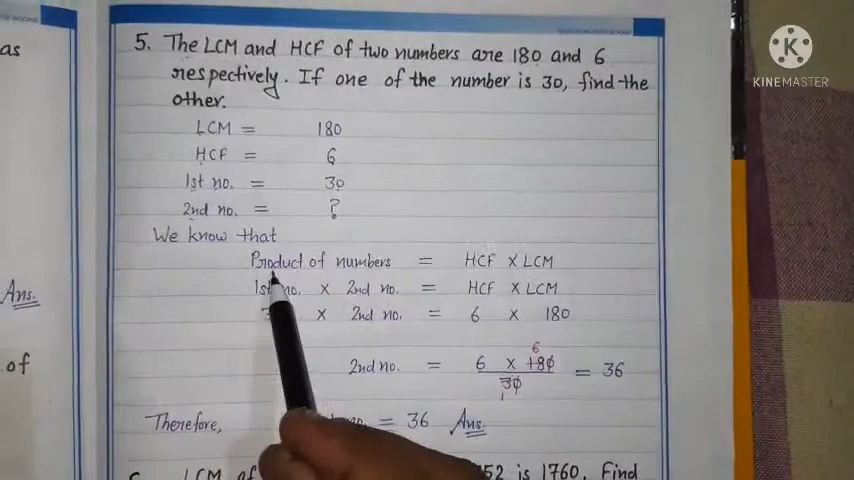 as
5. The LCM and HCF of two numbers are 180 and 6
respectively. If one of the number is 30, find the
other.
LCM = 180
HCF = 6
1st no. = 30
2nd no. = ?
We know that
Product of numbers = HCF X LCM
1st no. X 2nd no. = HCF X LCM
X 2nd no. = 6 X 180
2nd no. = 6 X 180 / 30 = 36
6
1
Therefore, no. = 36 Ans.
LCM of 52 is 1760, Find
Ans.
of
KINEMASTER